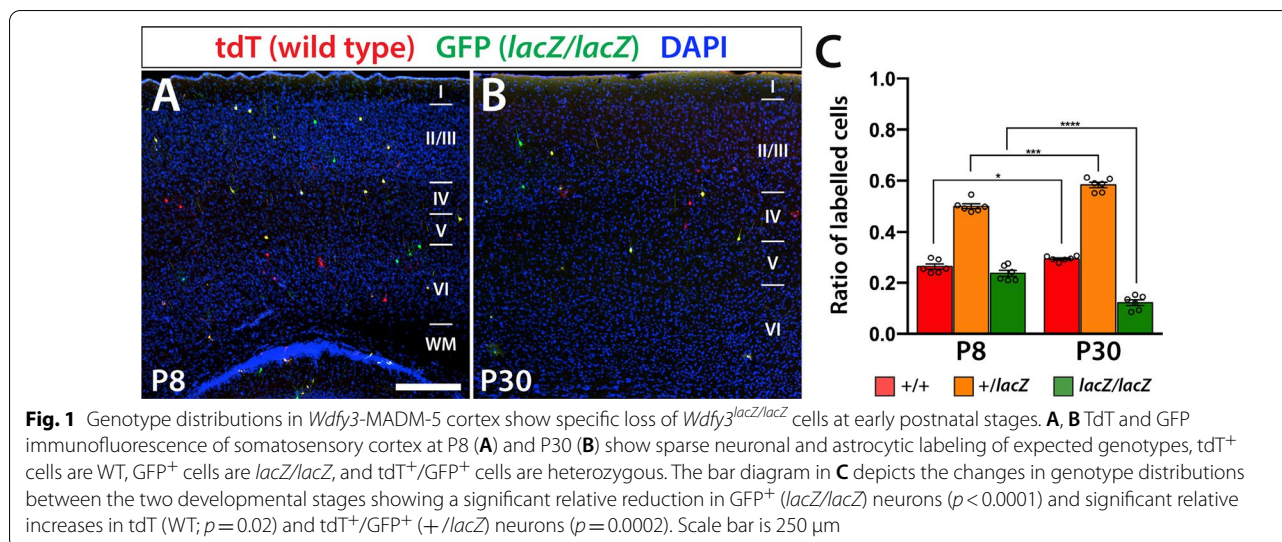 tdT (wild type) GFP (lacZ/lacZ) DAPI
A
I
II/III
IV
V
VI
WM
P8
B
I
II/III
IV
V
VI
P30
C
Ratio of labelled cells
1.0
0.8
0.6
0.4
0.2
0.0
*
***
****
P8 P30
+/+ +/lacZ lacZ/lacZ
Fig. 1 Genotype distributions in Wdfy3-MADM-5 cortex show specific loss of Wdfy3lacZ/lacZ cells at early postnatal stages. A, B TdT and GFP
immunofluorescence of somatosensory cortex at P8 (A) and P30 (B) show sparse neuronal and astrocytic labeling of expected genotypes, tdT+
cells are WT, GFP+ cells are lacZ/lacZ, and tdT+/GFP+ cells are heterozygous. The bar diagram in C depicts the changes in genotype distributions
between the two developmental stages showing a significant relative reduction in GFP+ (lacZ/lacZ) neurons (p < 0.0001) and significant relative
increases in tdT (WT; p = 0.02) and tdT+/GFP+ (+/lacZ) neurons (p = 0.0002). Scale bar is 250 μm